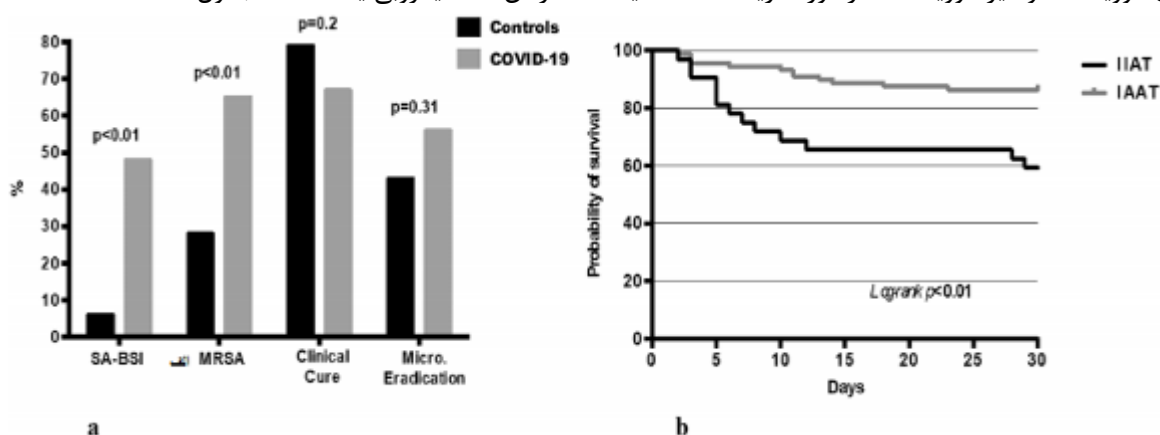 Controls
COVID-19
80
70
60
50
40
30
20
10
0
%
p<0.01
p<0.01
p=0.2
p=0.31
SA-BSI
MRSA
Clinical
Cure
Micro.
Eradication
a
100
80
60
40
20
0
Probability of survival
IIAT
IAAT
Logrank p<0.01
0 5 10 15 20 25 30
Days
b